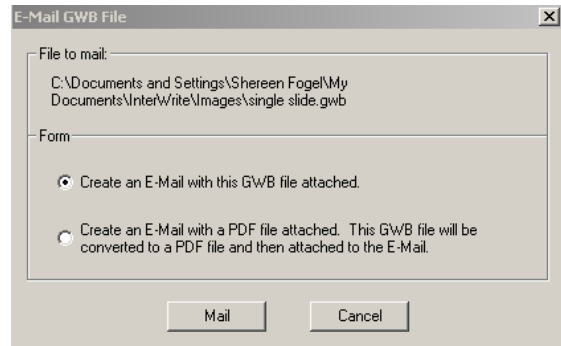 E-Mail GWB File
File to mail:
C:\Documents and Settings\Shereen Fogel\My
Documents\InterWrite\Images\single slide.gwb
Form
Create an E-Mail with this GWB file attached.
Create an E-Mail with a PDF file attached.  This GWB file will be
converted to a PDF file and then attached to the E-Mail.
Mail
Cancel